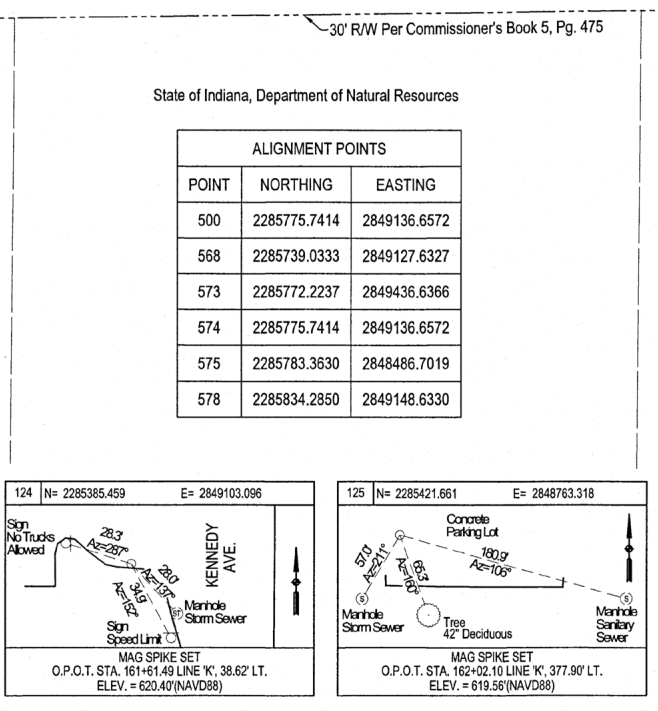 30' R/W Per Commissioner's Book 5, Pg. 475
State of Indiana, Department of Natural Resources
ALIGNMENT POINTS
POINT NORTHING EASTING
500 2285775.7414 2849136.6572
568 2285739.0333 2849127.6327
573 2285772.2237 2849436.6366
574 2285775.7414 2849136.6572
575 2285783.3630 2848486.7019
578 2285834.2850 2849148.6330
124 N= 2285385.459 E= 2849103.096
Sign
No Trucks
Allowed
28.3'
Az=287°
28.0'
Az=137°
34.9'
Az=152°
KENNEDY
AVE.
ST
Manhole
Storm Sewer
Sign
Speed Limit
MAG SPIKE SET
O.P.O.T. STA. 161+61.49 LINE 'K', 38.62' LT.
ELEV. = 620.40'(NAVD88)
125 N= 2285421.661 E= 2848763.318
Concrete
Parking Lot
57.0'
Az=211°
65.3'
Az=160°
180.9'
Az=106°
S
Manhole
Storm Sewer
Tree
42" Deciduous
S
Manhole
Sanitary
Sewer
MAG SPIKE SET
O.P.O.T. STA. 162+02.10 LINE 'K', 377.90' LT.
ELEV. = 619.56'(NAVD88)